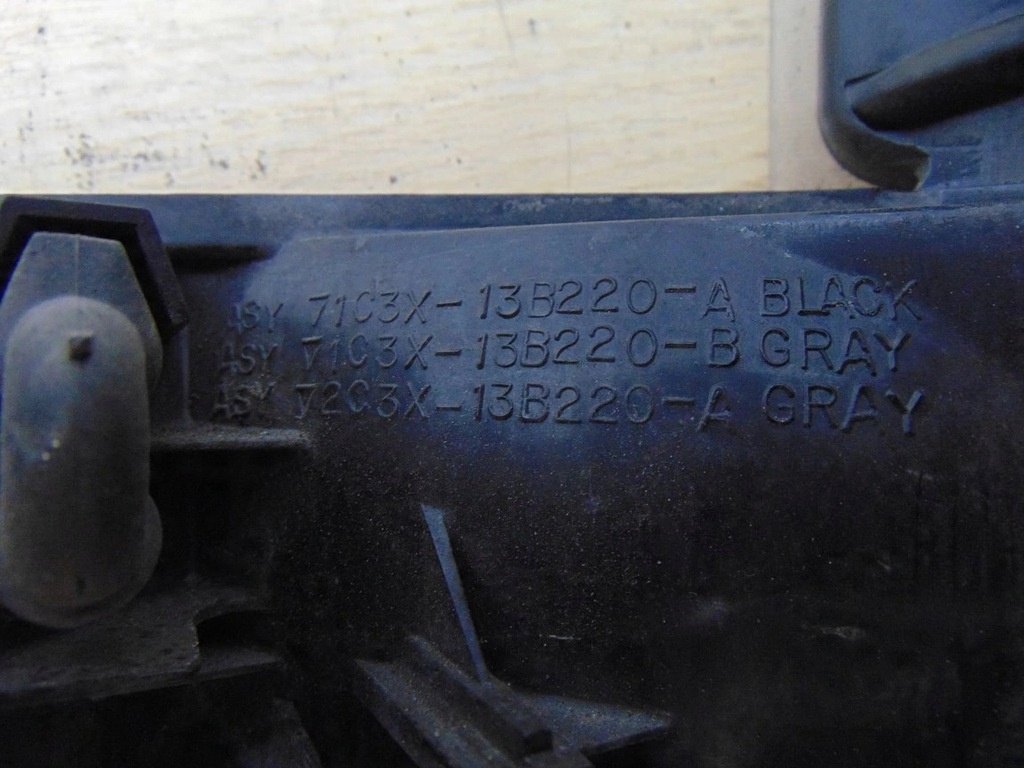 ASY 71C3X-13B220-A BLACK
ASY 71C3X-13B220-B GRAY
ASY 72C3X-13B220-A GRAY